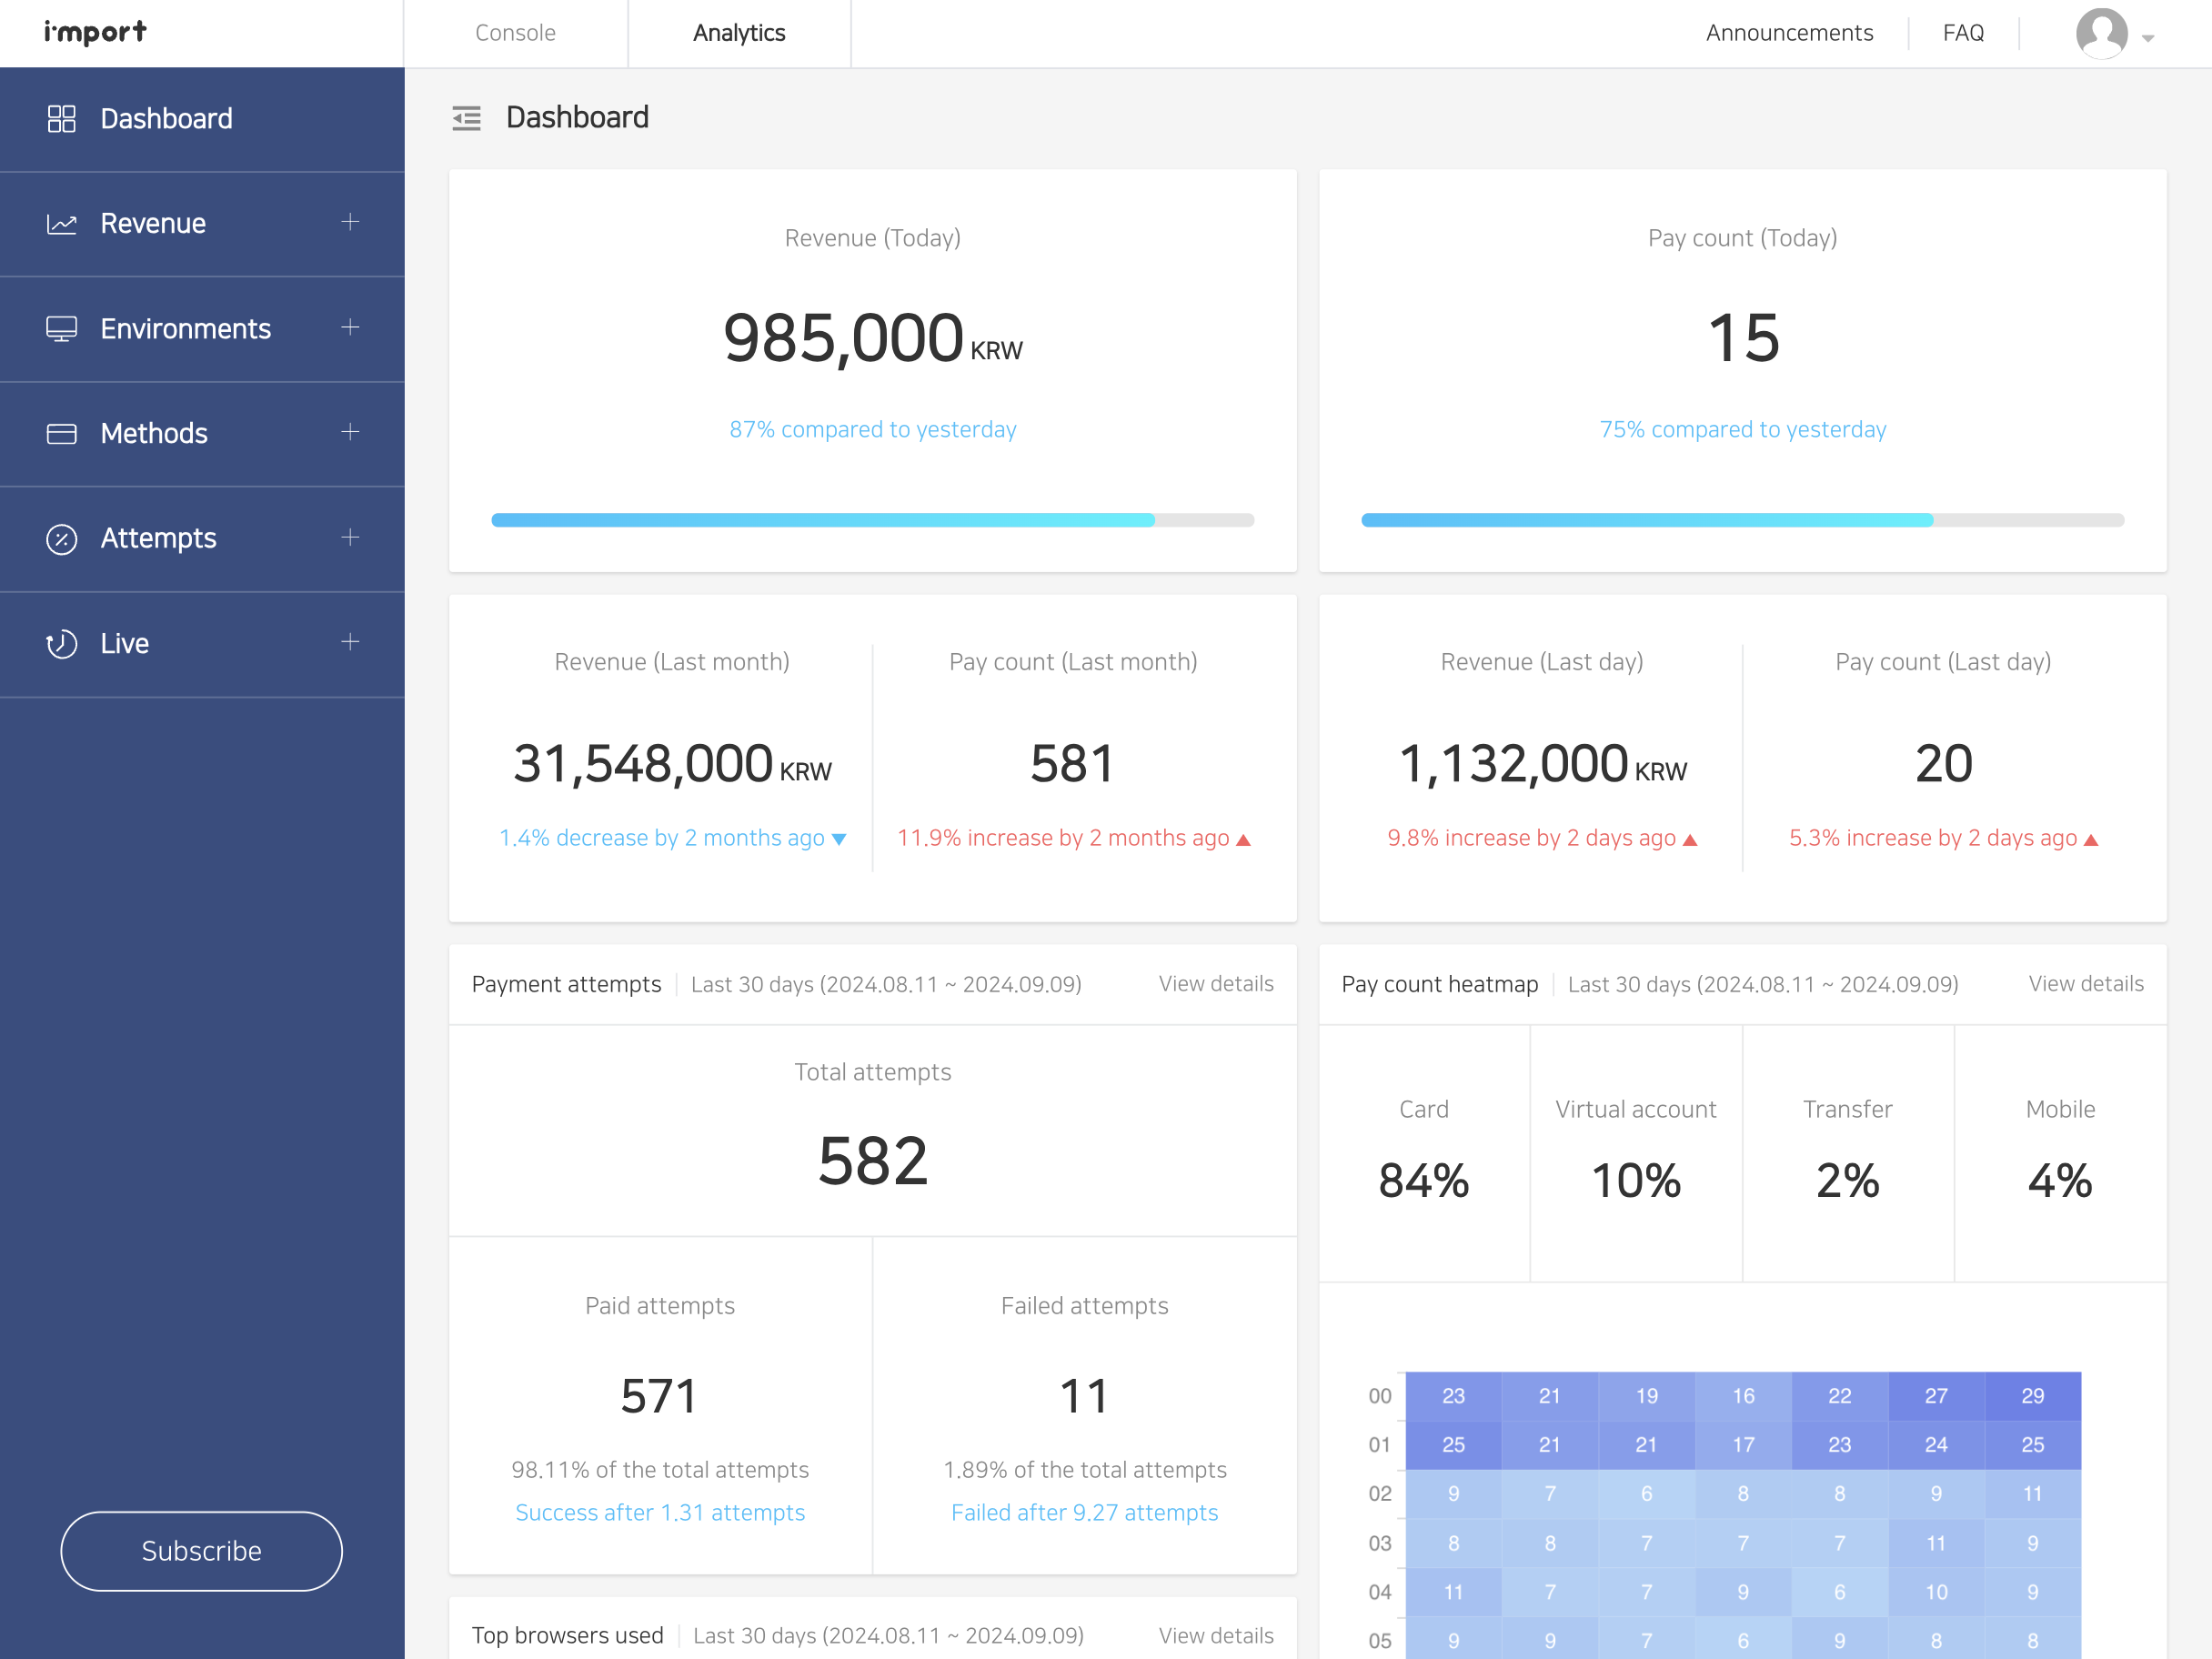 i'mport
Console
Analytics
Announcements
FAQ
Dashboard
Revenue
Environments
Methods
Attempts
Live
Subscribe
Dashboard
Revenue (Today)
985,000 KRW
87% compared to yesterday
Pay count (Today)
15
75% compared to yesterday
Revenue (Last month)
31,548,000 KRW
1.4% decrease by 2 months ago
Pay count (Last month)
581
11.9% increase by 2 months ago
Revenue (Last day)
1,132,000 KRW
9.8% increase by 2 days ago
Pay count (Last day)
20
5.3% increase by 2 days ago
Payment attempts
Last 30 days (2024.08.11 ~ 2024.09.09)
View details
Total attempts
582
Paid attempts
571
98.11% of the total attempts
Success after 1.31 attempts
Failed attempts
11
1.89% of the total attempts
Failed after 9.27 attempts
Top browsers used
Last 30 days (2024.08.11 ~ 2024.09.09)
View details
Pay count heatmap
Last 30 days (2024.08.11 ~ 2024.09.09)
View details
Card
84%
Virtual account
10%
Transfer
2%
Mobile
4%
00 23 21 19 16 22 27 29
01 25 21 21 17 23 24 25
02 9 7 6 8 8 9 11
03 8 8 7 7 7 11 9
04 11 7 7 9 6 10 9
05 9 9 7 6 9 8 8